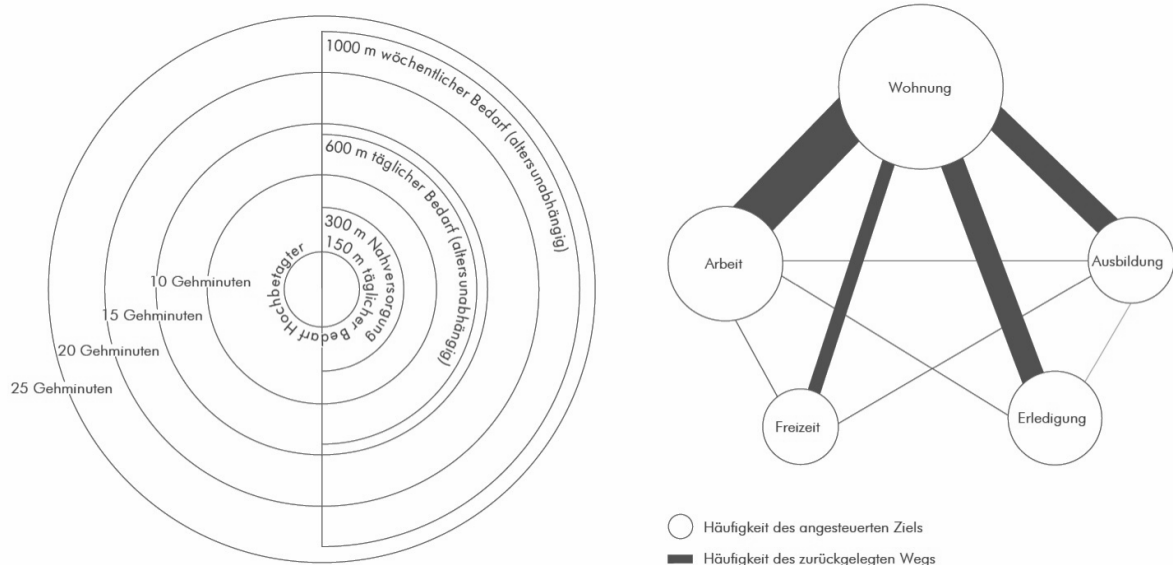 1000 m wöchentlicher Bedarf (altersunabhängig)
600 m täglicher Bedarf (altersunabhängig)
300 m Nahversorgung
150 m täglicher Bedarf Hochbetagter
10 Gehminuten
15 Gehminuten
20 Gehminuten
25 Gehminuten
Wohnung
Arbeit
Ausbildung
Freizeit
Erledigung
Häufigkeit des angesteuerten Ziels
Häufigkeit des zurückgelegten Wegs